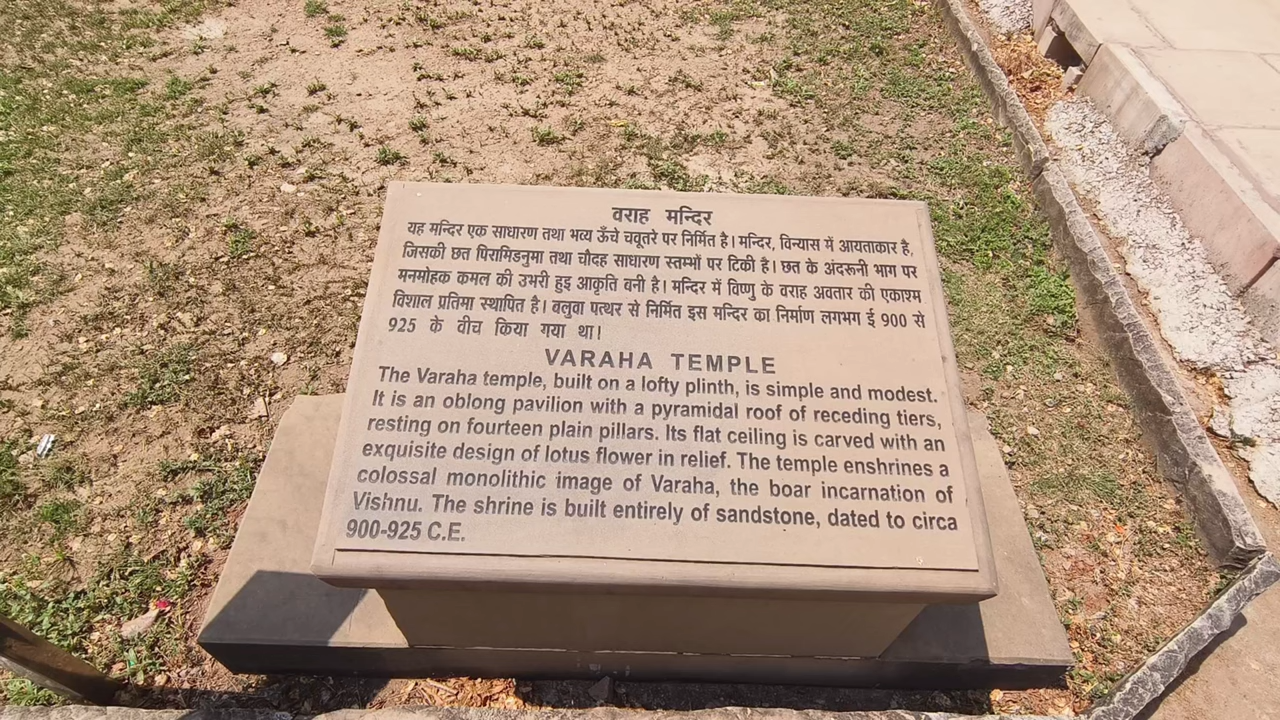 वराह मन्दिर
यह मन्दिर एक साधारण तथा भव्य ऊँचे चवूतरे पर निर्मित है। मन्दिर, विन्यास में आयताकार है,
जिसकी छत पिरामिडनुमा तथा चौदह साधारण स्तम्भों पर टिकी है। छत के अंदरूनी भाग पर
मनमोहक कमल की उभरी हुइ आकृति बनी है। मन्दिर में विष्णु के वराह अवतार की एकाश्म
विशाल प्रतिमा स्थापित है। बलुवा पत्थर से निर्मित इस मन्दिर का निर्माण लगभग ई 900 से
925 के वीच किया गया था।
VARAHA TEMPLE
The Varaha temple, built on a lofty plinth, is simple and modest.
It is an oblong pavilion with a pyramidal roof of receding tiers,
resting on fourteen plain pillars. Its flat ceiling is carved with an
exquisite design of lotus flower in relief. The temple enshrines a
colossal monolithic image of Varaha, the boar incarnation of
Vishnu. The shrine is built entirely of sandstone, dated to circa
900-925 C.E.